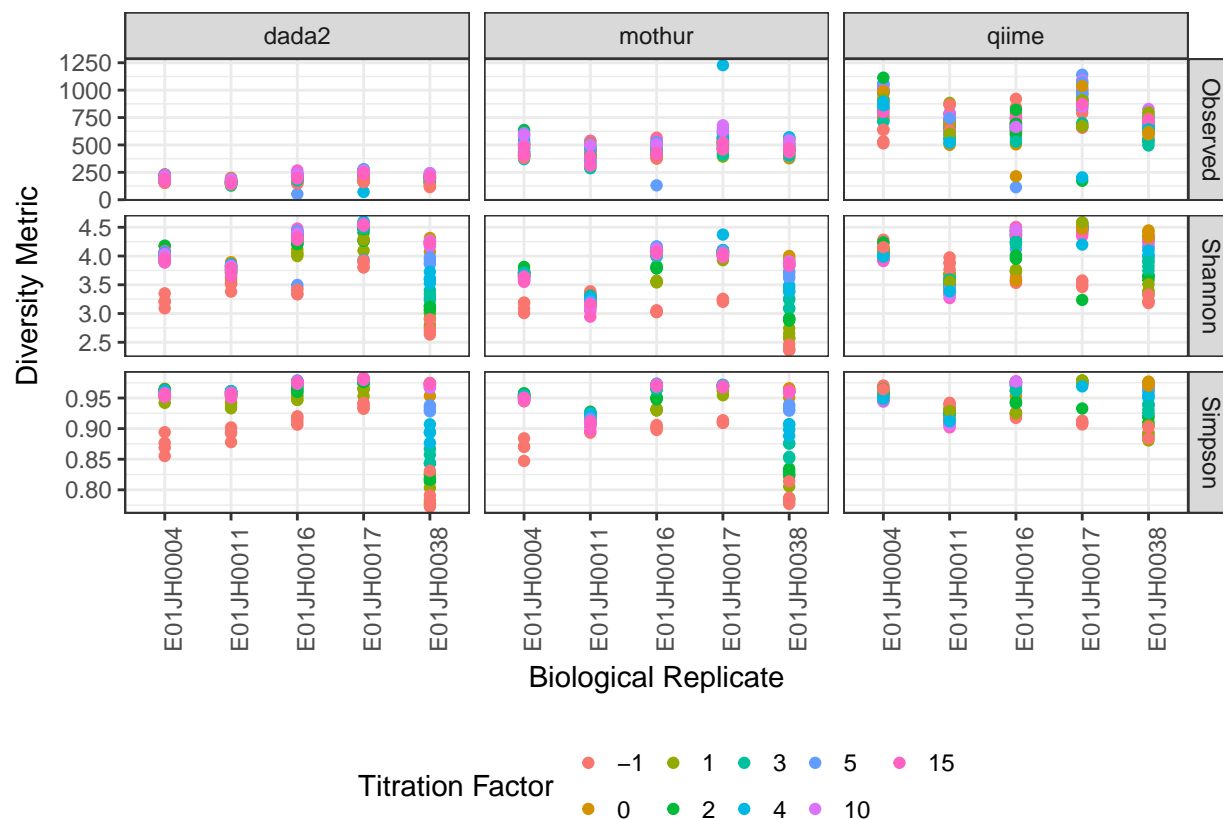 dada2 mothur qiime
1250
1000
750
500
250
0
Observed
4.5
4.0
3.5
3.0
2.5
Shannon
0.95
0.90
0.85
0.80
Simpson
Diversity Metric
E01JH0004 E01JH0011 E01JH0016 E01JH0017 E01JH0038 E01JH0004 E01JH0011 E01JH0016 E01JH0017 E01JH0038 E01JH0004 E01JH0011 E01JH0016 E01JH0017 E01JH0038
Biological Replicate
Titration Factor
−1 1 3 5 15
0 2 4 10